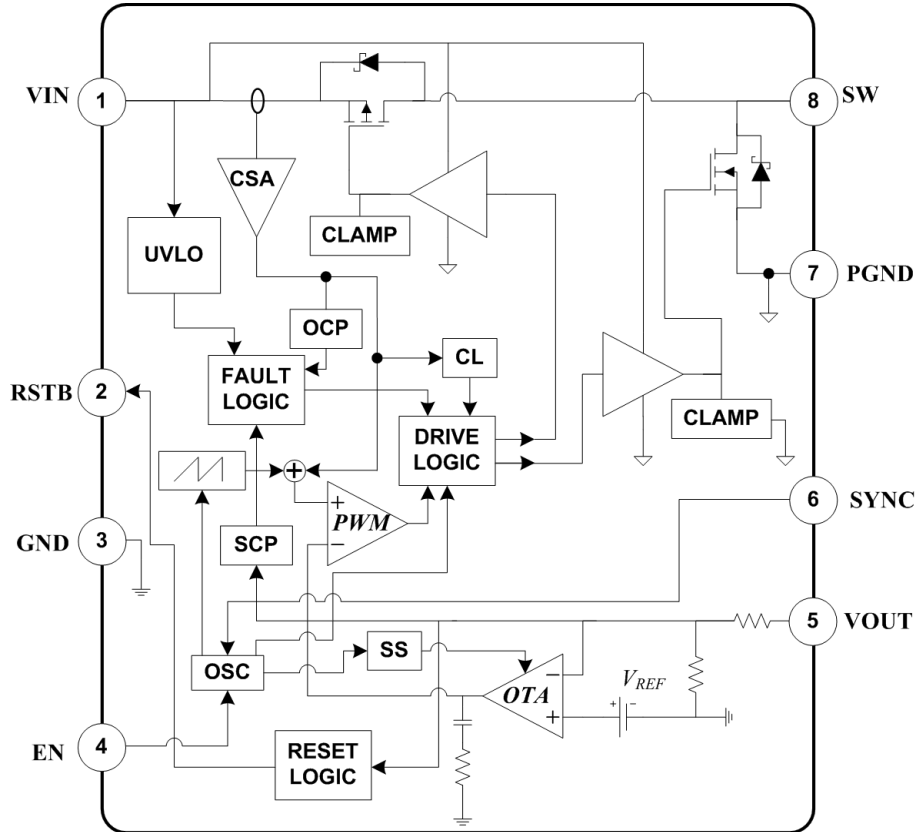 VIN
1
8
SW
CSA
CLAMP
UVLO
7
PGND
OCP
CL
RSTB
2
FAULT
LOGIC
CLAMP
DRIVE
LOGIC
+
6
SYNC
+
PWM
−
GND
3
SCP
5
VOUT
OSC
SS
−
OTA
+
VREF
+ −
EN
4
RESET
LOGIC